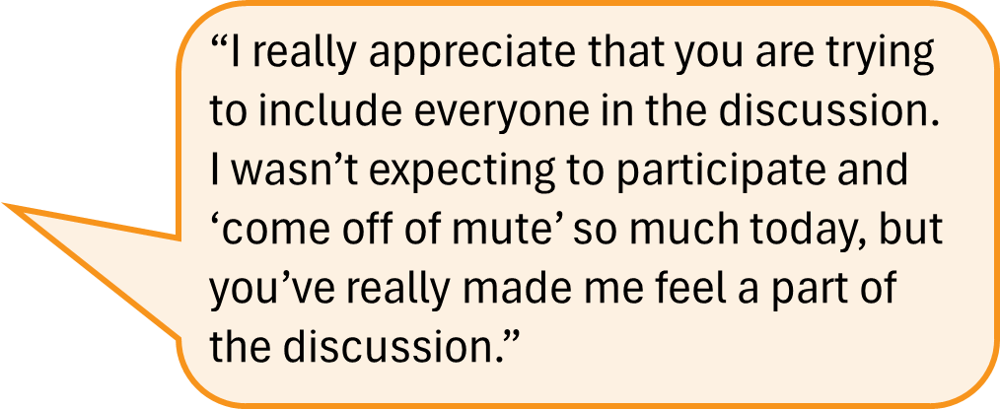 “I really appreciate that you are trying
to include everyone in the discussion.
I wasn’t expecting to participate and
‘come off of mute’ so much today, but
you’ve really made me feel a part of
the discussion.”